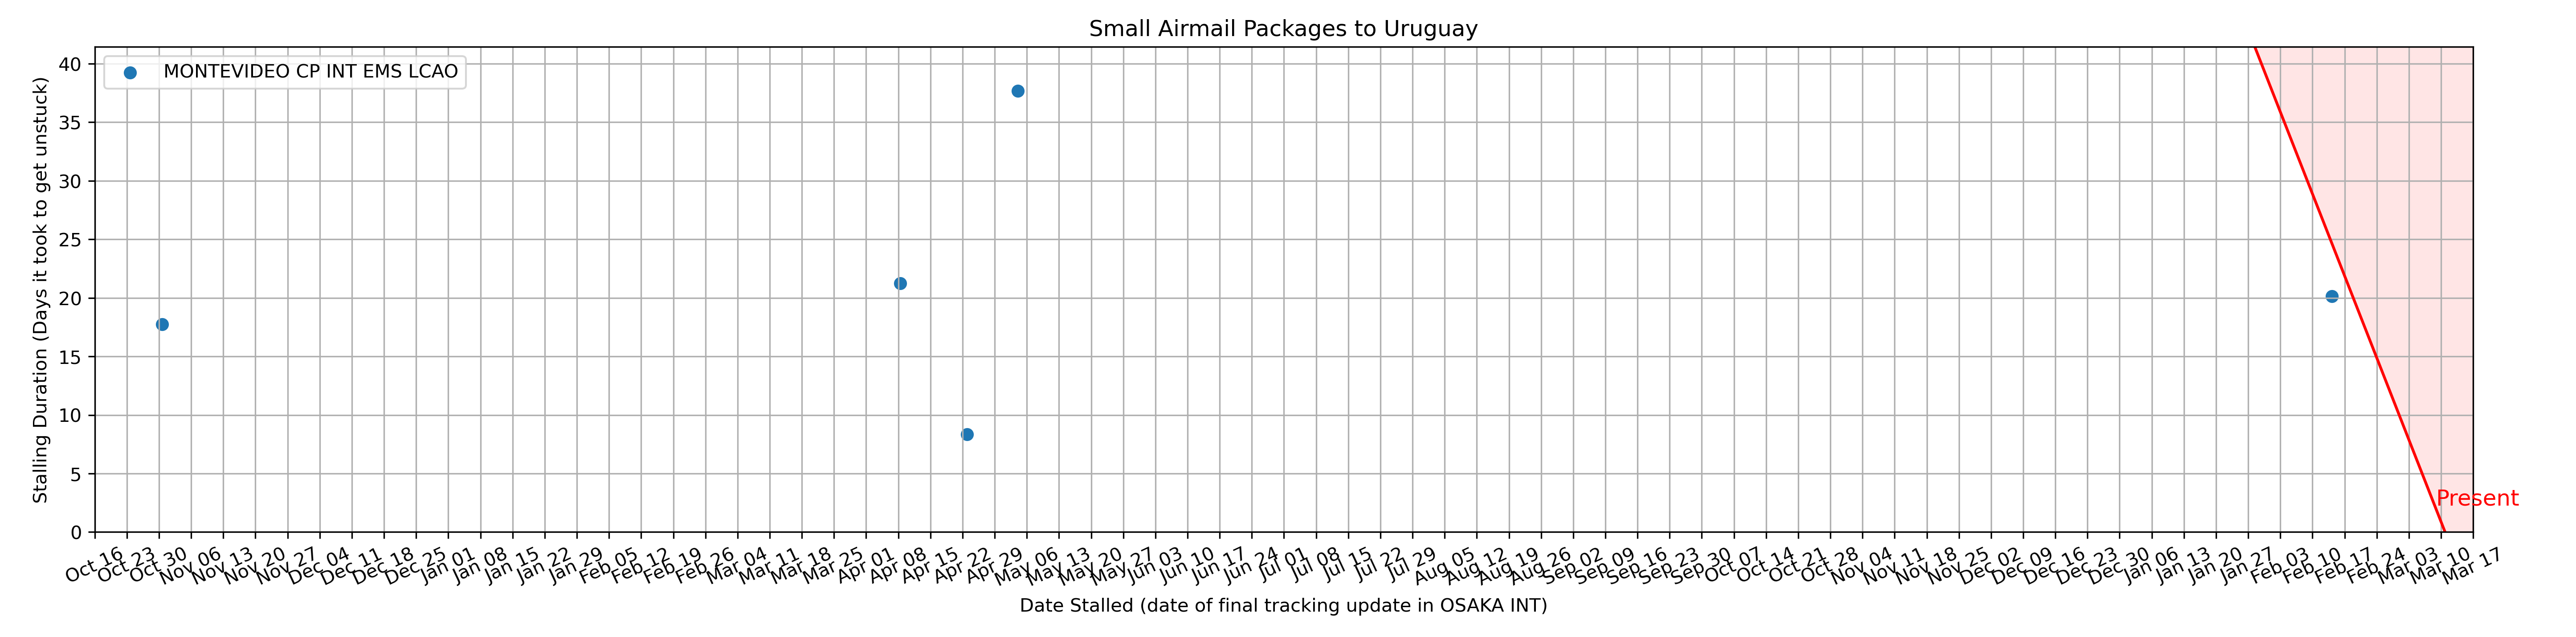 Small Airmail Packages to Uruguay
MONTEVIDEO CP INT EMS LCAO
Stalling Duration (Days it took to get unstuck)
40
35
30
25
20
15
10
5
0
Present
Oct 16 Oct 23 Oct 30 Nov 06 Nov 13 Nov 20 Nov 27 Dec 04 Dec 11 Dec 18 Dec 25 Jan 01 Jan 08 Jan 15 Jan 22 Jan 29 Feb 05 Feb 12 Feb 19 Feb 26 Mar 04 Mar 11 Mar 18 Mar 25 Apr 01 Apr 08 Apr 15 Apr 22 Apr 29 May 06 May 13 May 20 May 27 Jun 03 Jun 10 Jun 17 Jun 24 Jul 01 Jul 08 Jul 15 Jul 22 Jul 29 Aug 05 Aug 12 Aug 19 Aug 26 Sep 02 Sep 09 Sep 16 Sep 23 Sep 30 Oct 07 Oct 14 Oct 21 Oct 28 Nov 04 Nov 11 Nov 18 Nov 25 Dec 02 Dec 09 Dec 16 Dec 23 Dec 30 Jan 06 Jan 13 Jan 20 Jan 27 Feb 03 Feb 10 Feb 17 Feb 24 Mar 03 Mar 10 Mar 17
Date Stalled (date of final tracking update in OSAKA INT)